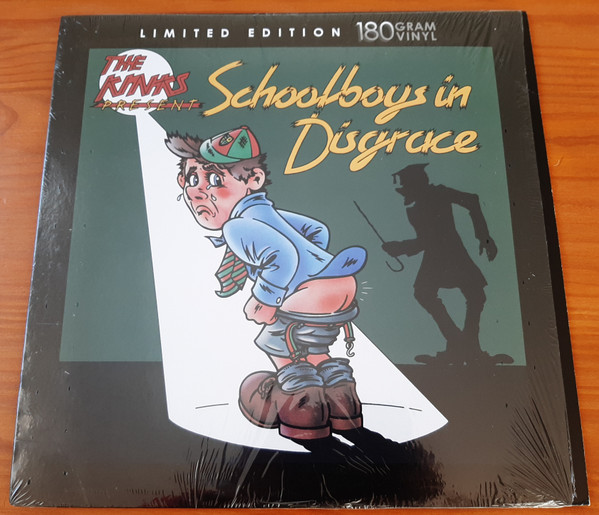 LIMITED EDITION 180 GRAM VINYL
THE
KINKS
PRESENT
Schoolboys in
Disgrace